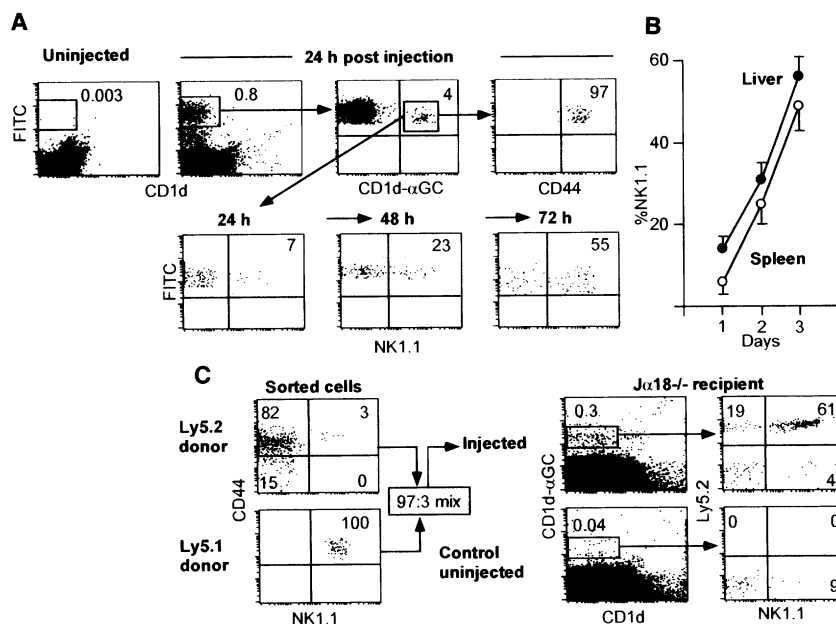 A
B
Uninjected
24 h post injection
0.003
0.8
4
97
FITC
CD1d
CD1d-αGC
CD44
24 h
48 h
72 h
7
23
55
FITC
NK1.1
60
40
20
%NK1.1
Liver
Spleen
1 2 3
Days
C
Sorted cells
Jα18-/- recipient
Ly5.2 donor
82
3
15
0
CD44
Injected
97:3 mix
Ly5.1 donor
100
Control uninjected
NK1.1
0.3
19
61
4
CD1d-αGC
Ly5.2
0.04
0
0
9
CD1d
NK1.1